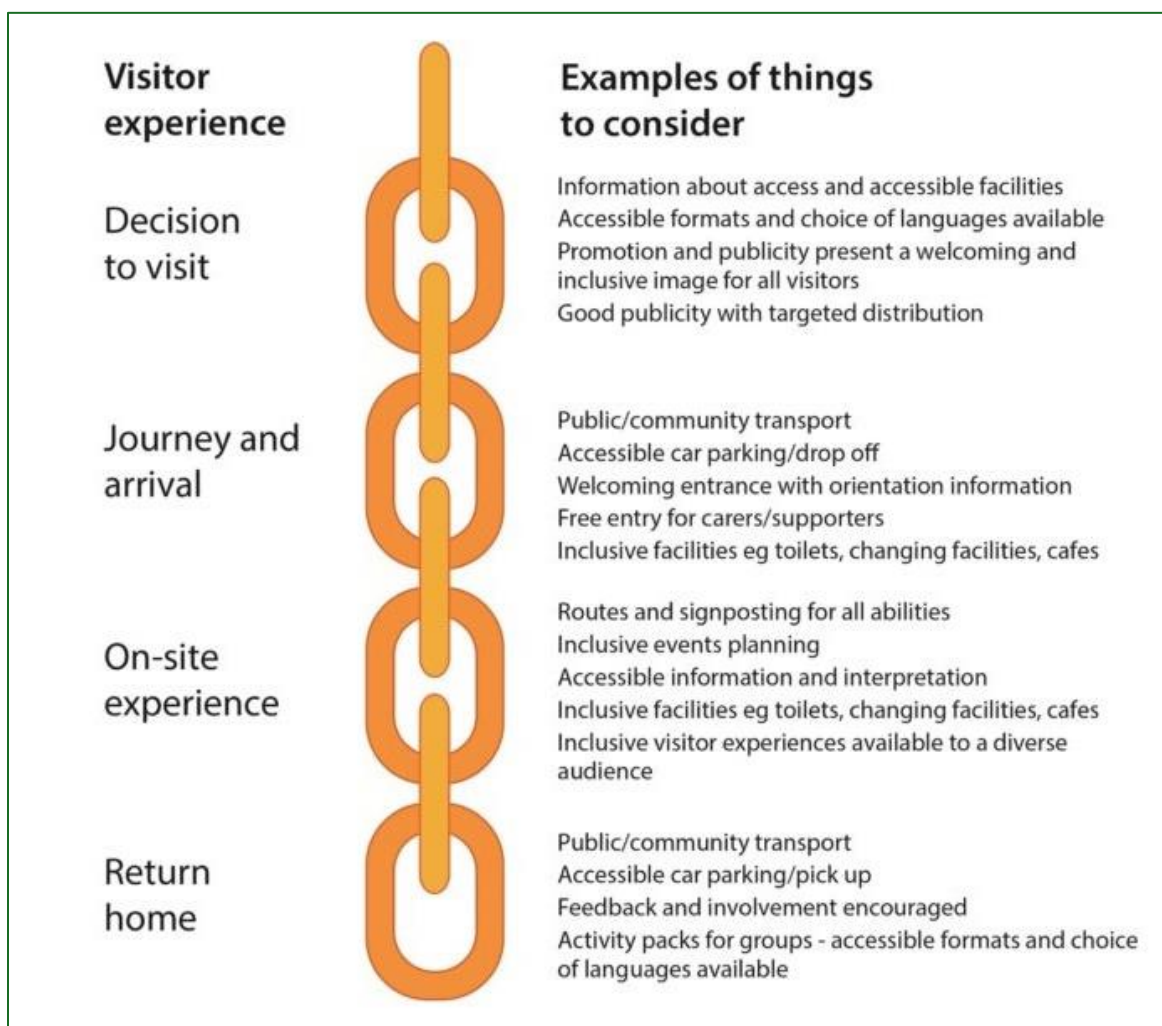 Visitor
experience
Examples of things
to consider
Decision
to visit
Information about access and accessible facilities
Accessible formats and choice of languages available
Promotion and publicity present a welcoming and
inclusive image for all visitors
Good publicity with targeted distribution
Journey and
arrival
Public/community transport
Accessible car parking/drop off
Welcoming entrance with orientation information
Free entry for carers/supporters
Inclusive facilities eg toilets, changing facilities, cafes
On-site
experience
Routes and signposting for all abilities
Inclusive events planning
Accessible information and interpretation
Inclusive facilities eg toilets, changing facilities, cafes
Inclusive visitor experiences available to a diverse
audience
Return
home
Public/community transport
Accessible car parking/pick up
Feedback and involvement encouraged
Activity packs for groups - accessible formats and choice
of languages available